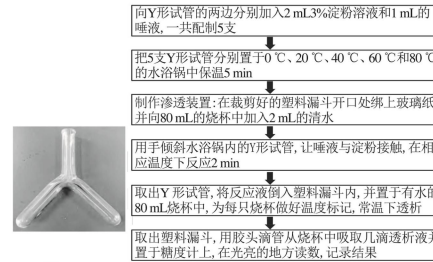 向Y形试管的两边分别加入2 mL3%淀粉溶液和1 mL的
唾液,一共配制5支
把5支Y形试管分别置于0 ℃、20 ℃、40 ℃、60 ℃和80 ℃
的水浴锅中保温5 min
制作渗透装置:在裁剪好的塑料漏斗开口处绑上玻璃纸
并向80 mL的烧杯中加入2 mL的清水
用手倾斜水浴锅内的Y形试管,让唾液与淀粉接触,在相
应温度下反应2 min
取出Y 形试管,将反应液倒入塑料漏斗内,并置于有水的
80 mL烧杯中,为每只烧杯做好温度标记,常温下透析
取出塑料漏斗,用胶头滴管从烧杯中吸取几滴透析液并
置于糖度计上,在光亮的地方读数,记录结果